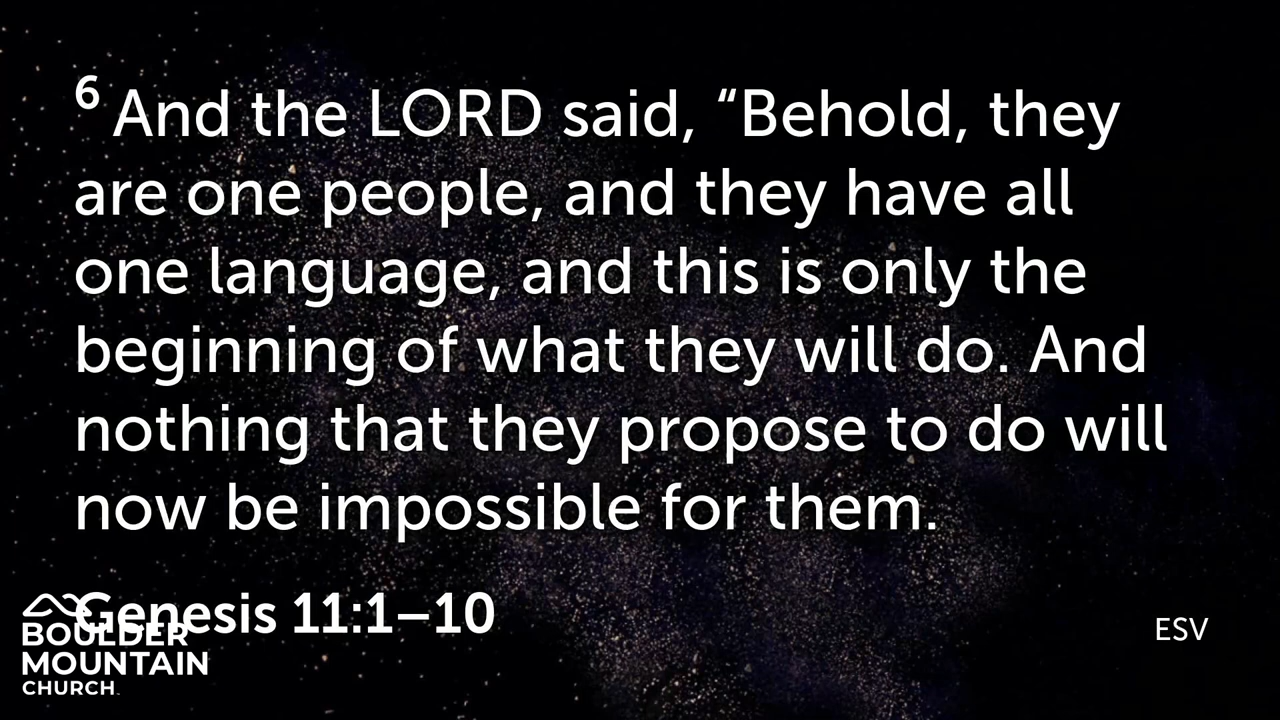 6 And the LORD said, “Behold, they
are one people, and they have all
one language, and this is only the
beginning of what they will do. And
nothing that they propose to do will
now be impossible for them.
Genesis 11:1–10
ESV
BOULDER
MOUNTAIN
CHURCH